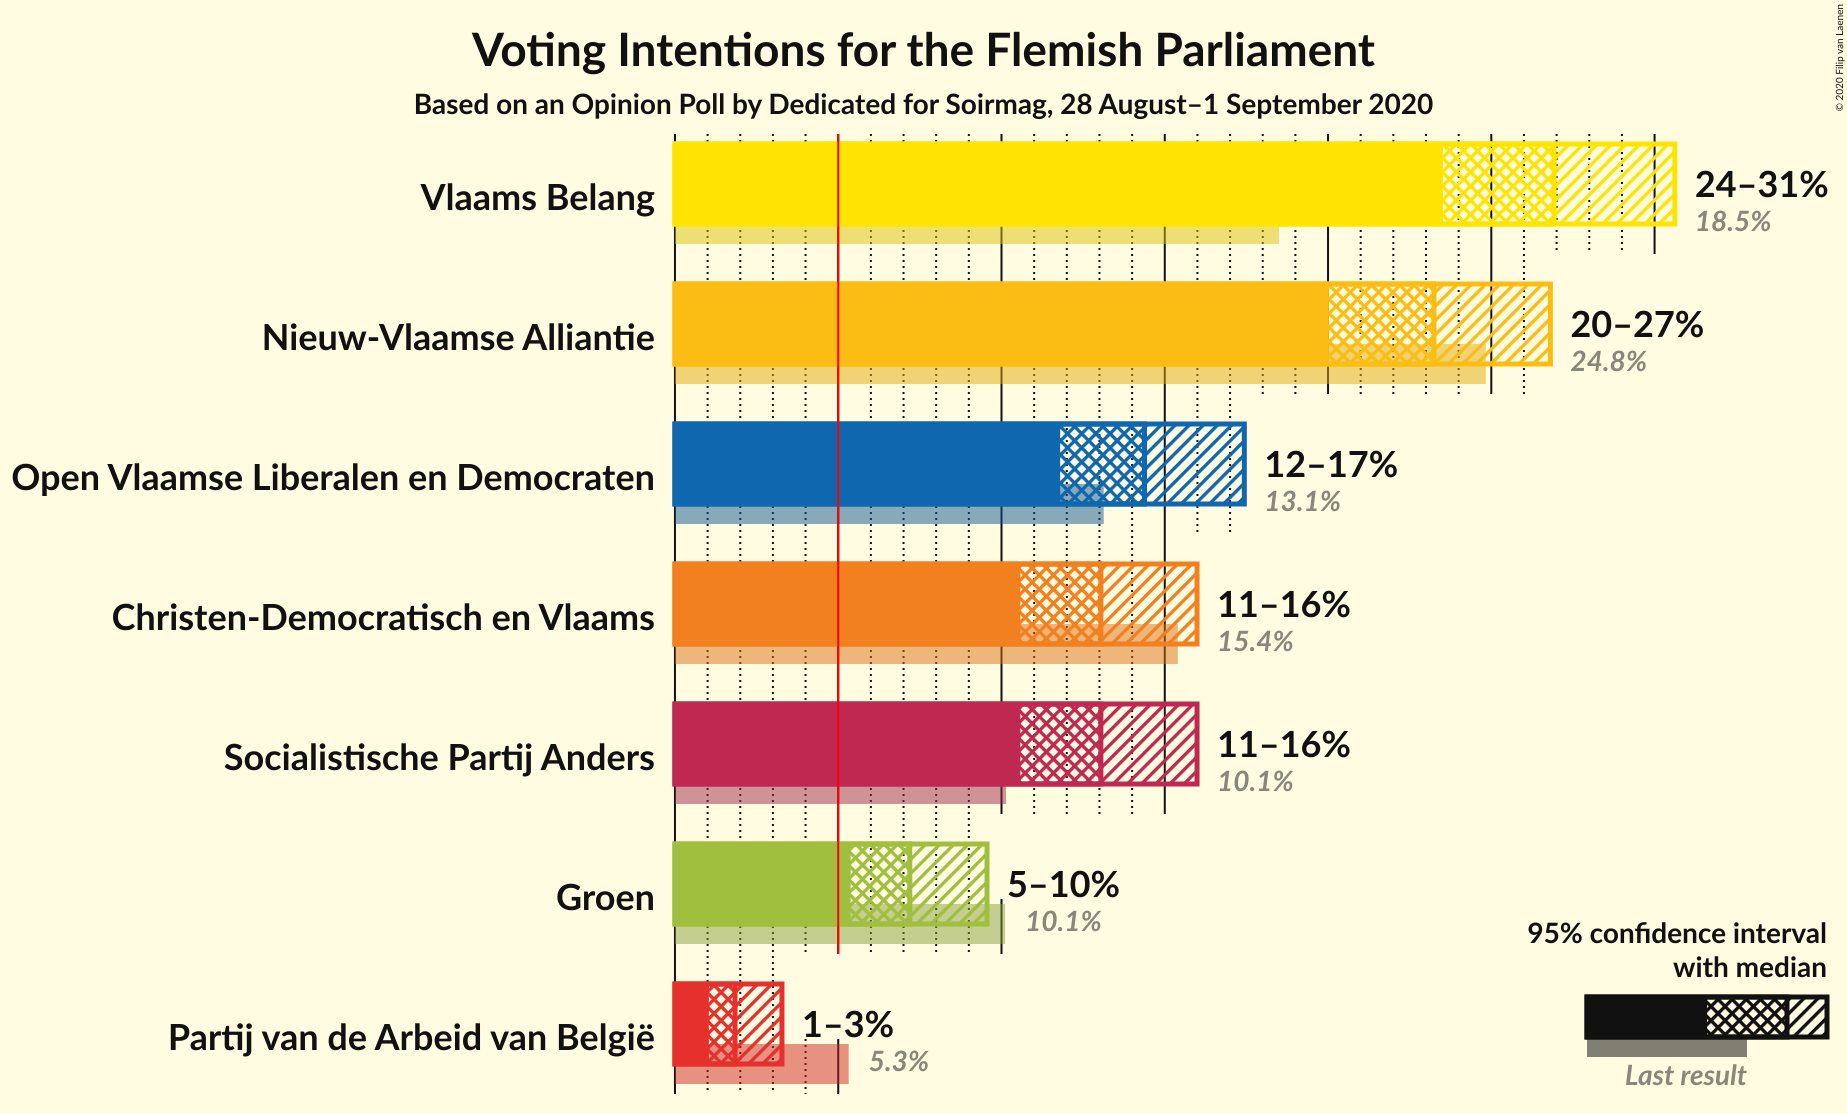 Voting Intentions for the Flemish Parliament
Based on an Opinion Poll by Dedicated for Soirmag, 28 August–1 September 2020
© 2020 Filip van Laenen
Vlaams Belang
24–31%
18.5%
Nieuw-Vlaamse Alliantie
20–27%
24.8%
Open Vlaamse Liberalen en Democraten
12–17%
13.1%
Christen-Democratisch en Vlaams
11–16%
15.4%
Socialistische Partij Anders
11–16%
10.1%
Groen
5–10%
10.1%
Partij van de Arbeid van België
1–3%
5.3%
95% confidence interval
with median
Last result